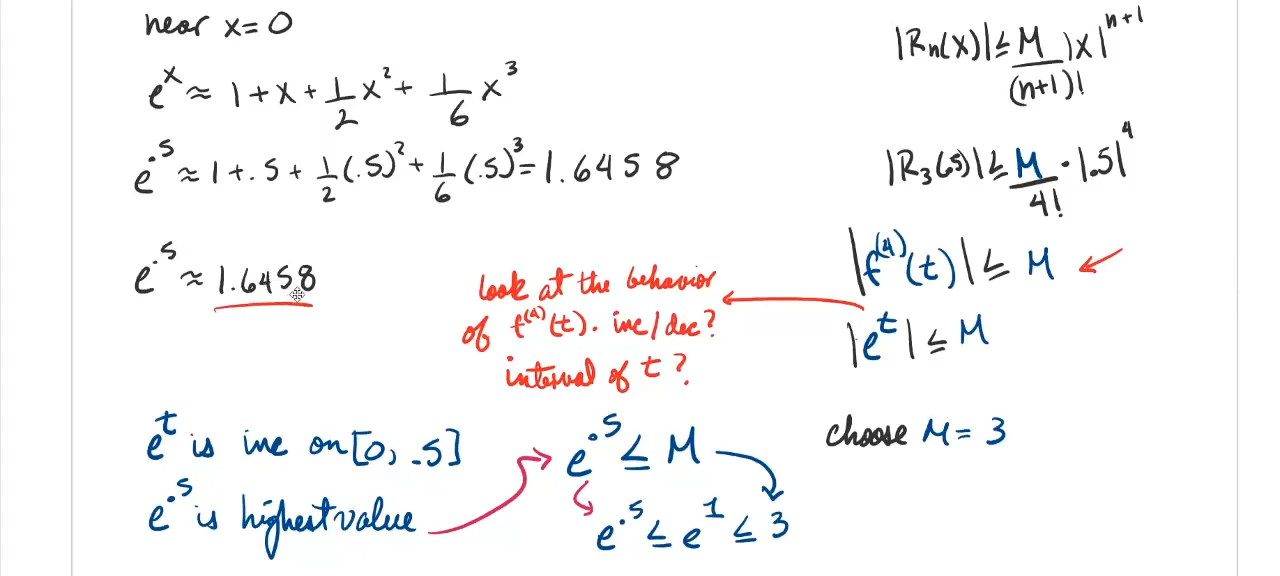 near x=0
e^x ≈ 1 + x + 1/2 x² + 1/6 x³
e^.5 ≈ 1 + .5 + 1/2 (.5)² + 1/6 (.5)³ = 1.6458
e^.5 ≈ 1.6458
|Rn(x)| ≤ M/(n+1)! |x|^n+1
|R₃(.5)| ≤ M/4! · |.5|⁴
|f^(4)(t)| ≤ M
|e^t| ≤ M
look at the behavior
of f^(4)(t). inc/dec?
interval of t?
e^t is inc on [0, .5]
e^.5 is highest value
e^.5 ≤ M
e^.5 ≤ e^1 ≤ 3
choose M = 3